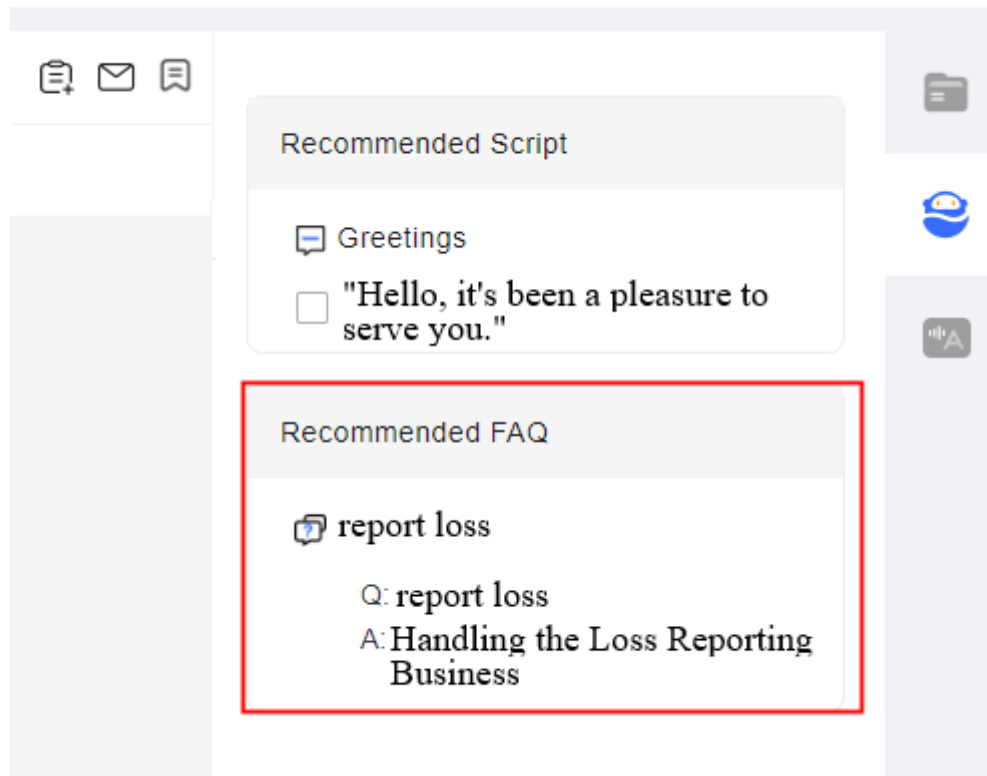 Recommended Script
Greetings
"Hello, it's been a pleasure to
serve you."
Recommended FAQ
report loss
Q: report loss
A: Handling the Loss Reporting
Business
A